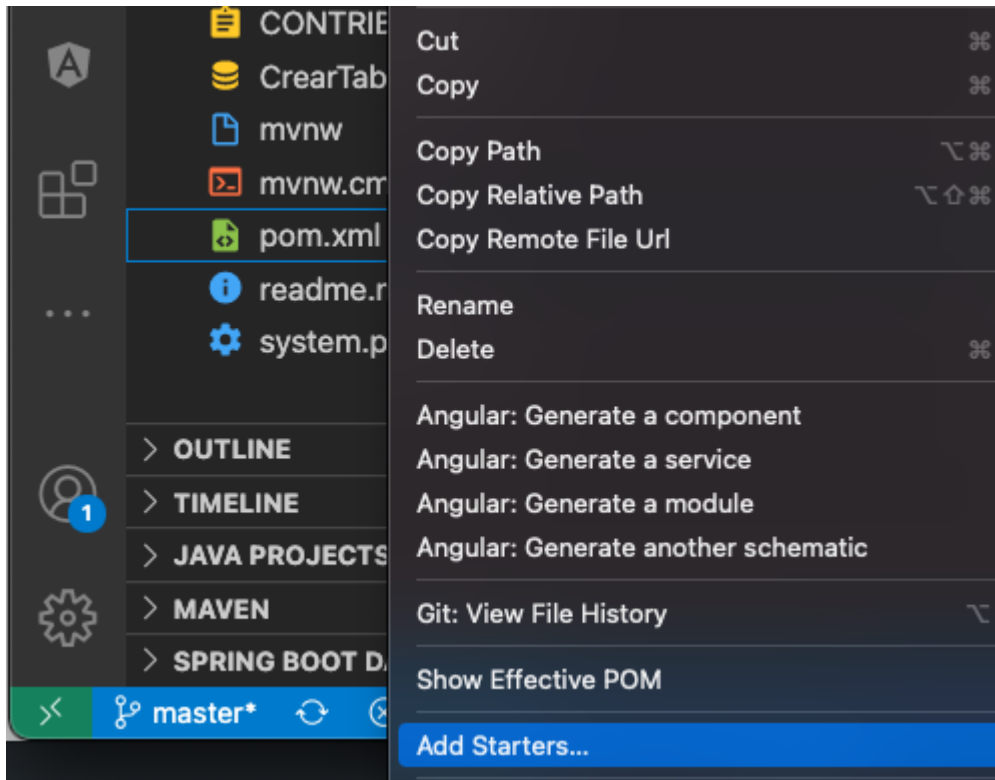 CONTRIE
CrearTab
mvnw
mvnw.cm
pom.xml
readme.r
system.p
OUTLINE
TIMELINE
JAVA PROJECTS
MAVEN
SPRING BOOT D
master*
1
Cut ⌘
Copy ⌘
Copy Path ⌥⌘
Copy Relative Path ⌥⇧⌘
Copy Remote File Url
Rename
Delete ⌘
Angular: Generate a component
Angular: Generate a service
Angular: Generate a module
Angular: Generate another schematic
Git: View File History ⌥
Show Effective POM
Add Starters...